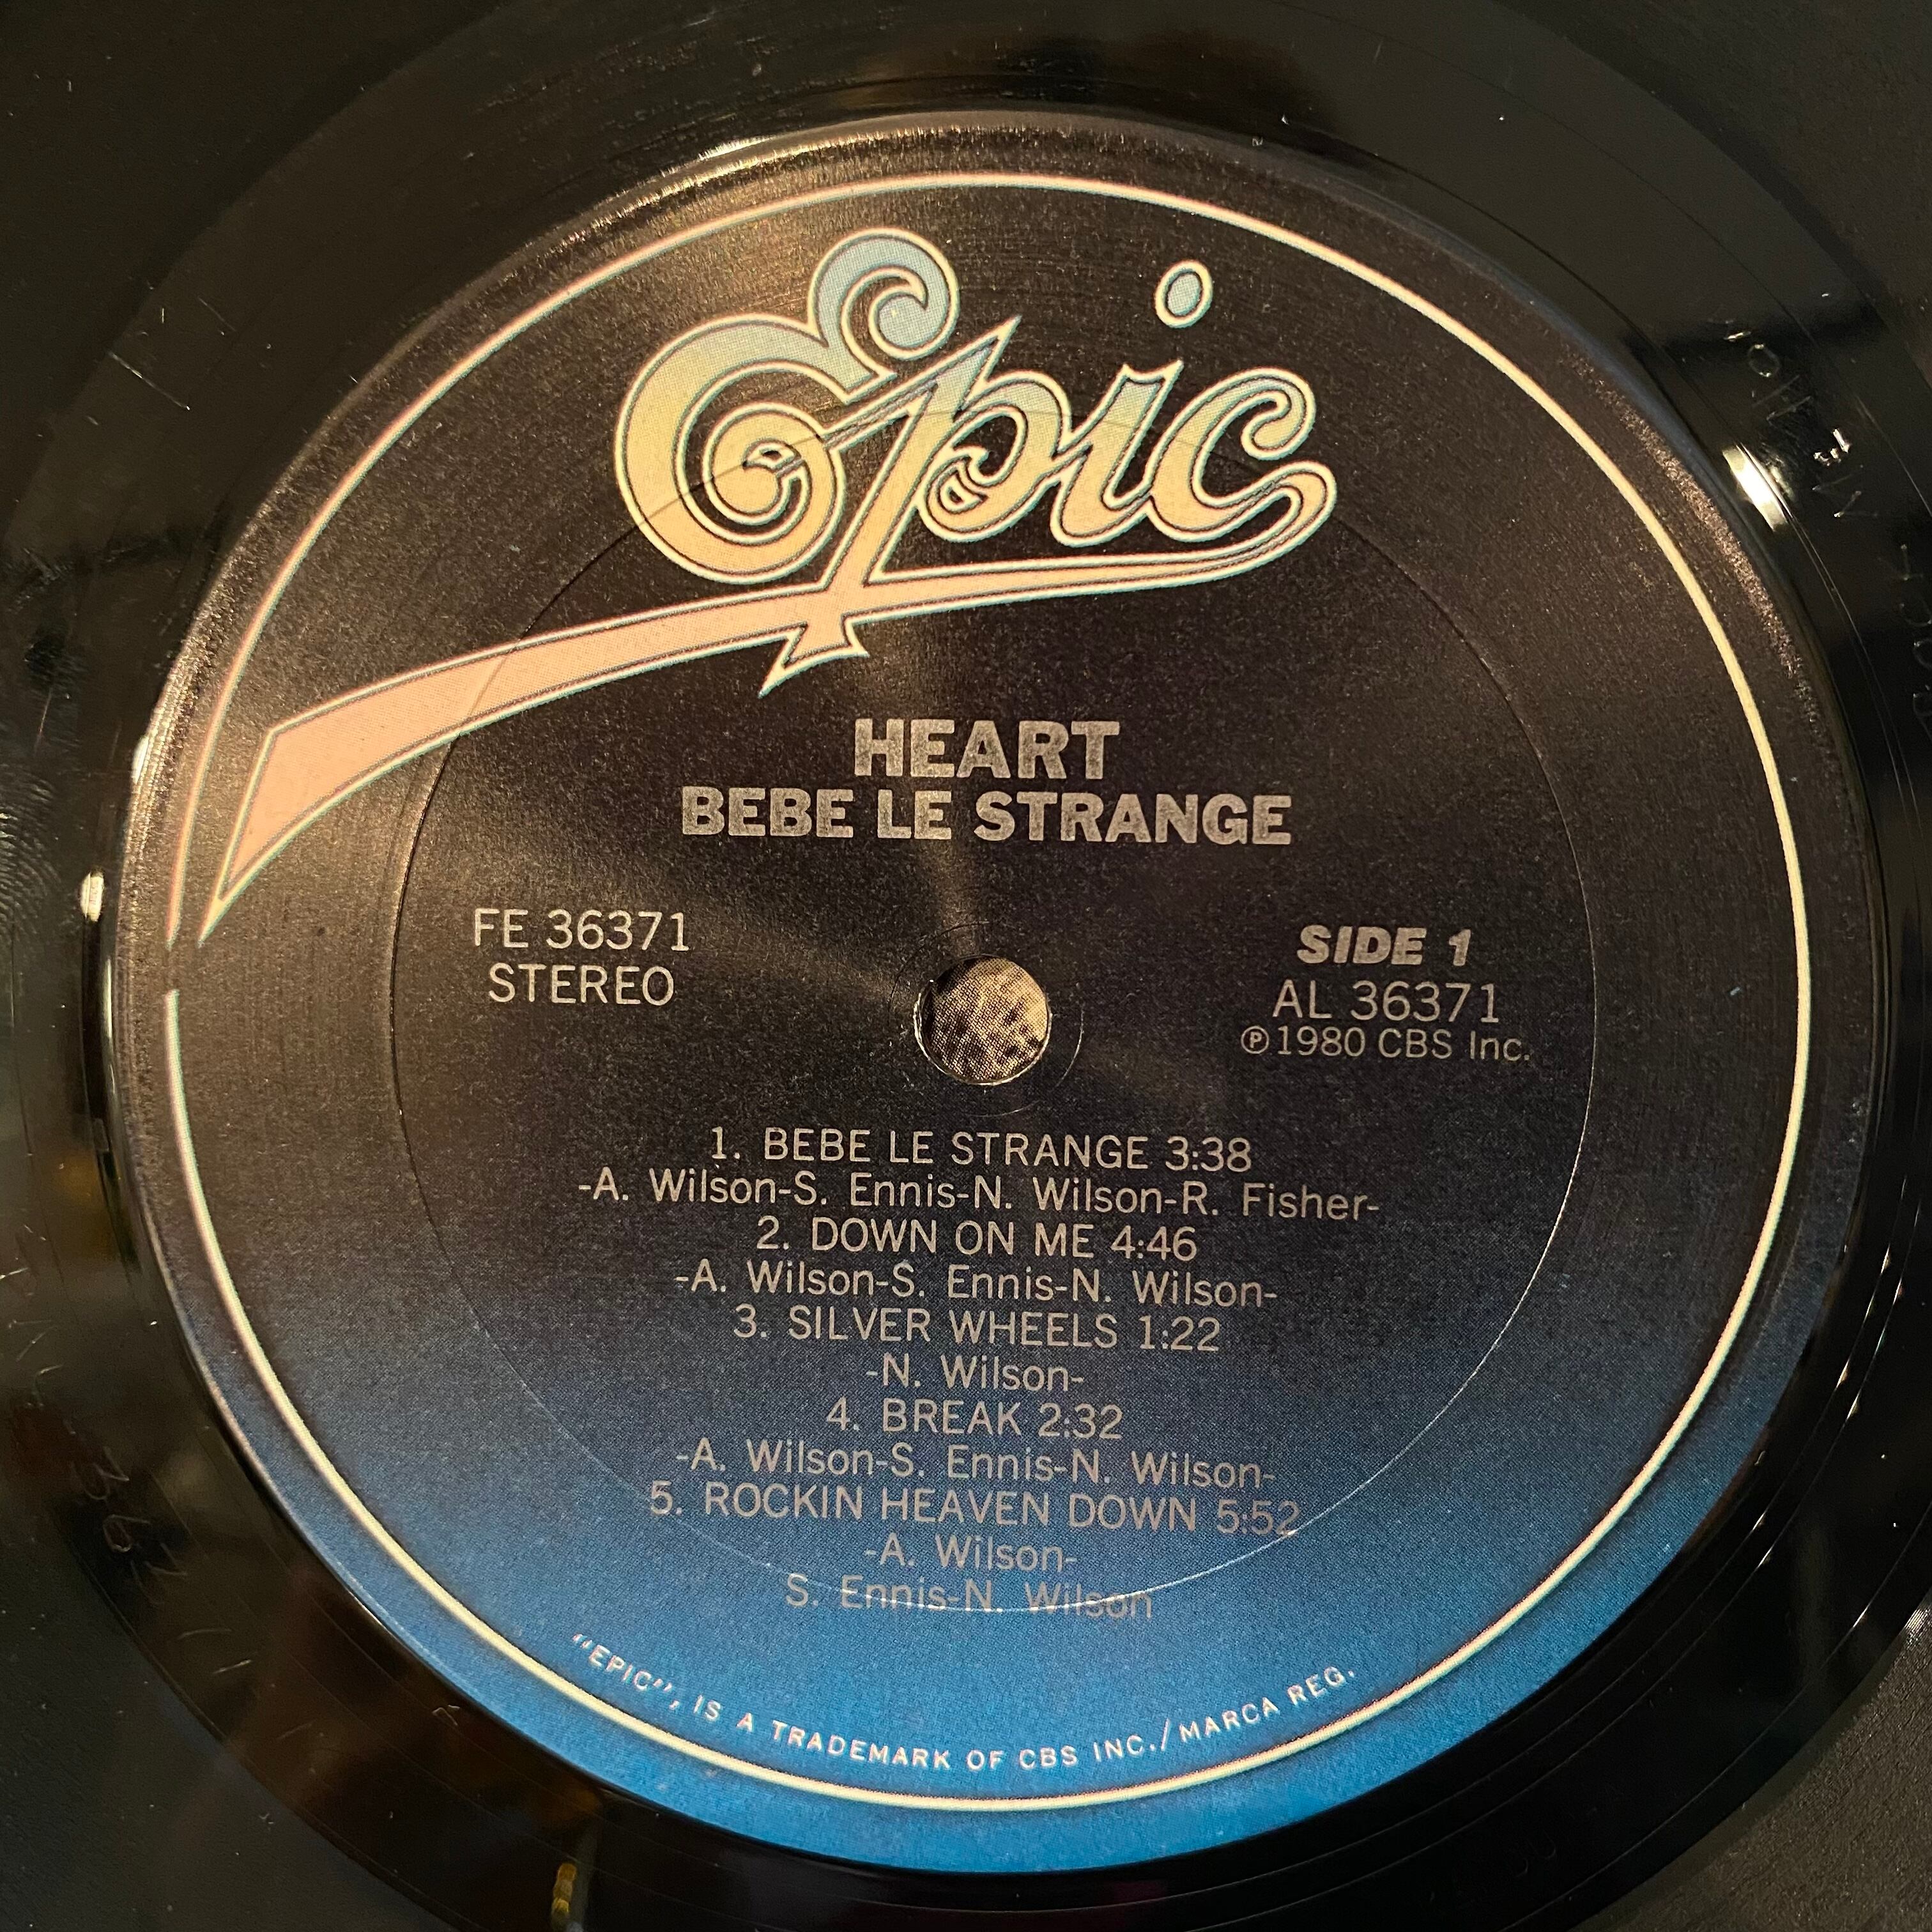 Epic
HEART
BEBE LE STRANGE
FE 36371
STEREO
SIDE 1
AL 36371
Ⓟ1980 CBS Inc.
1. BEBE LE STRANGE 3:38
-A. Wilson-S. Ennis-N. Wilson-R. Fisher-
2. DOWN ON ME 4:46
-A. Wilson-S. Ennis-N. Wilson-
3. SILVER WHEELS 1:22
-N. Wilson-
4. BREAK 2:32
-A. Wilson-S. Ennis-N. Wilson-
5. ROCKIN HEAVEN DOWN 5:52
-A. Wilson-
S. Ennis-N. Wilson
"EPIC", IS A TRADEMARK OF CBS INC./MARCA REG.